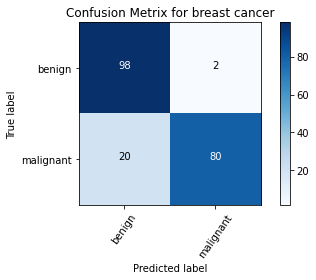 Confusion Metrix for breast cancer
True label
benign
98
2
malignant
20
80
benign
malignant
Predicted label
80
60
40
20